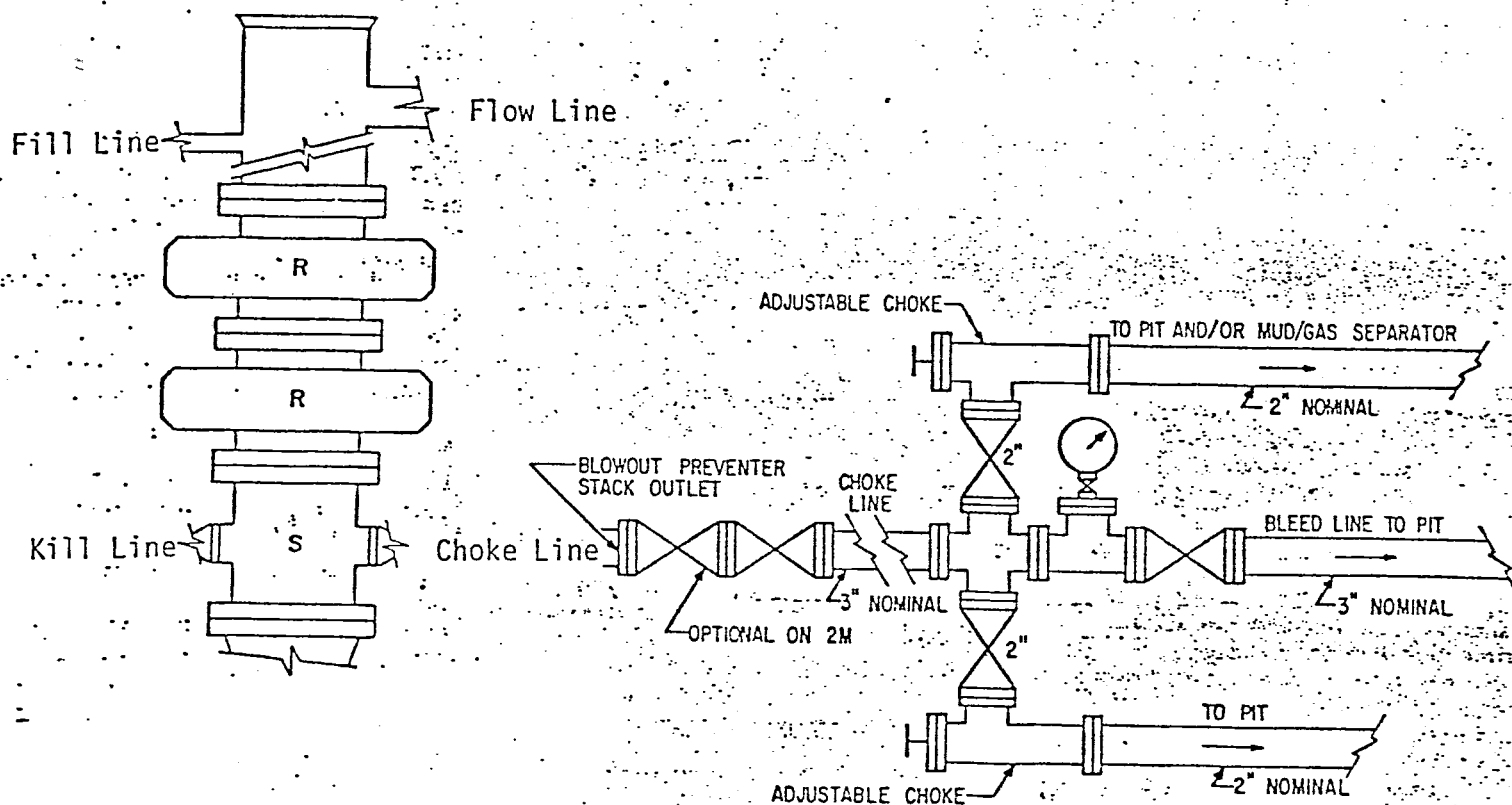 Flow Line
Fill Line
R
R
Kill Line
S
Choke Line
ADJUSTABLE CHOKE
TO PIT AND/OR MUD/GAS SEPARATOR
2" NOMINAL
2"
BLOWOUT PREVENTER
STACK OUTLET
CHOKE
LINE
BLEED LINE TO PIT
3" NOMINAL
3" NOMINAL
OPTIONAL ON 2M
2"
TO PIT
2" NOMINAL
ADJUSTABLE CHOKE